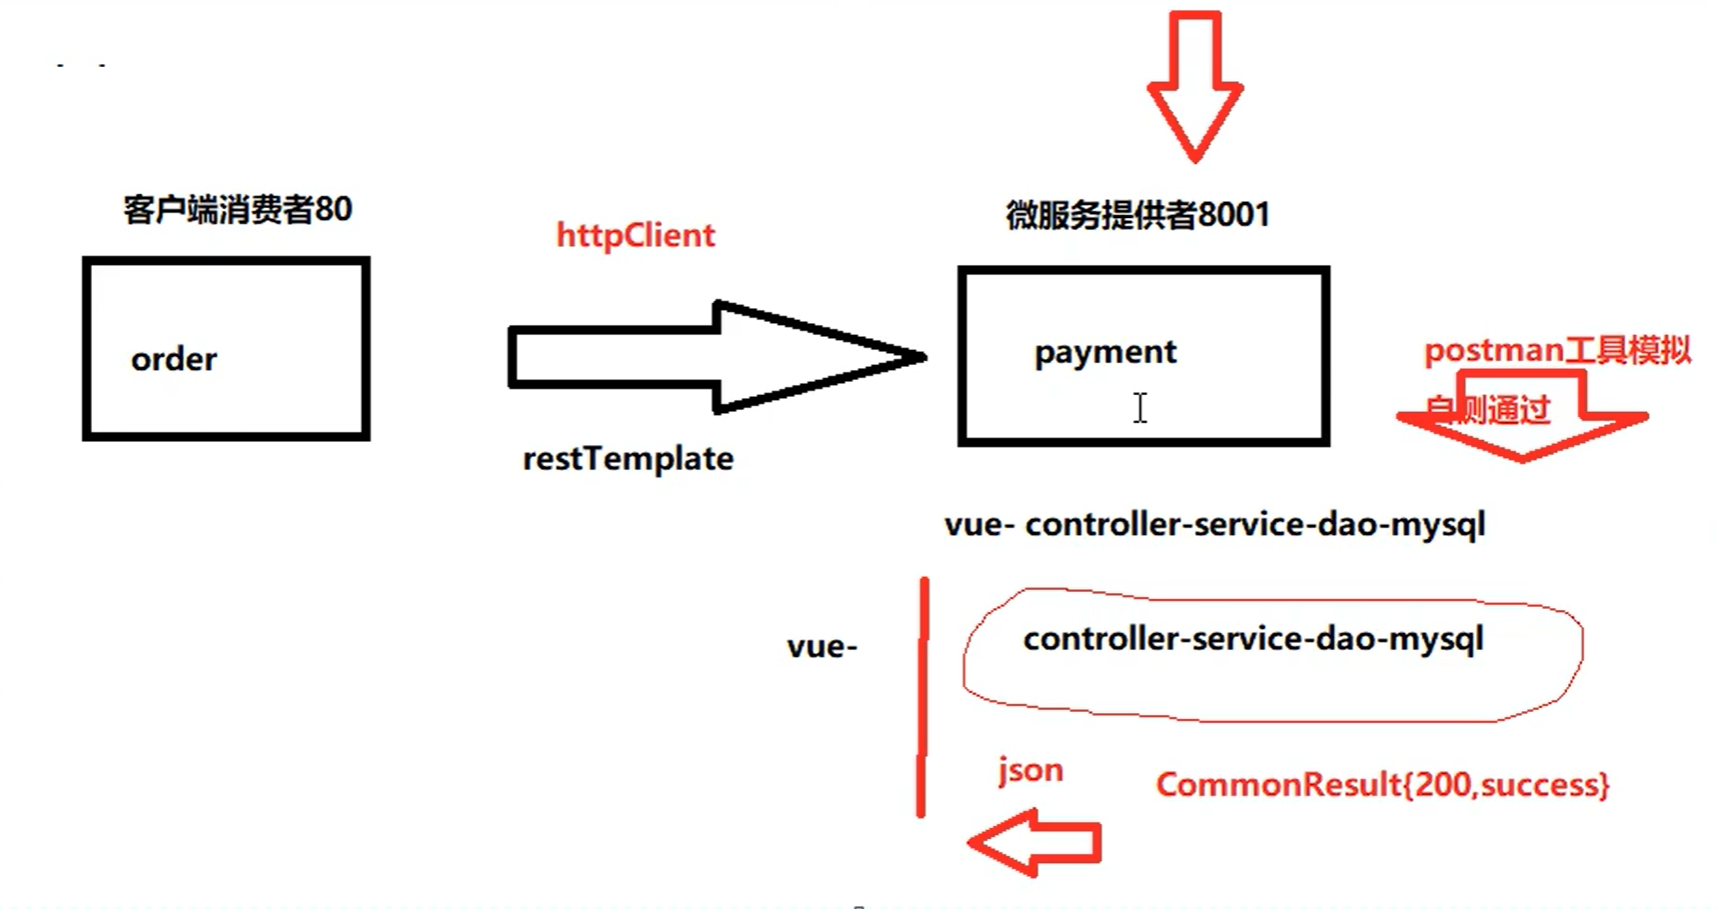 客户端消费者80
httpClient
微服务提供者8001
order
payment
restTemplate
postman工具模拟
自测通过
vue- controller-service-dao-mysql
vue-
controller-service-dao-mysql
json
CommonResult{200,success}